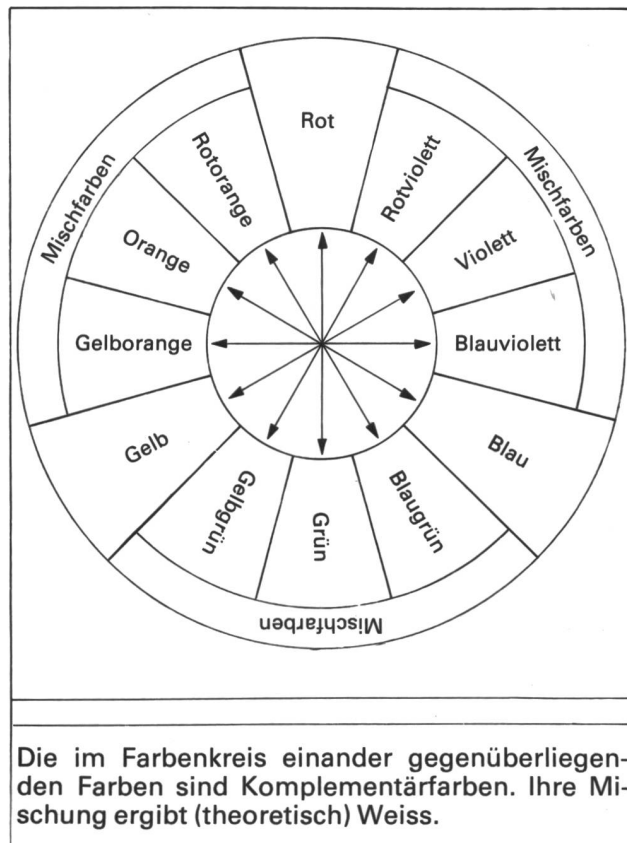 Rot
Rotviolett
Violett
Blauviolett
Blau
Blaugrün
Grün
Gelbgrün
Gelb
Gelborange
Orange
Rotorange
Mischfarben
Mischfarben
Mischfarben
Die im Farbenkreis einander gegenüberliegen-
den Farben sind Komplementärfarben. Ihre Mi-
schung ergibt (theoretisch) Weiss.